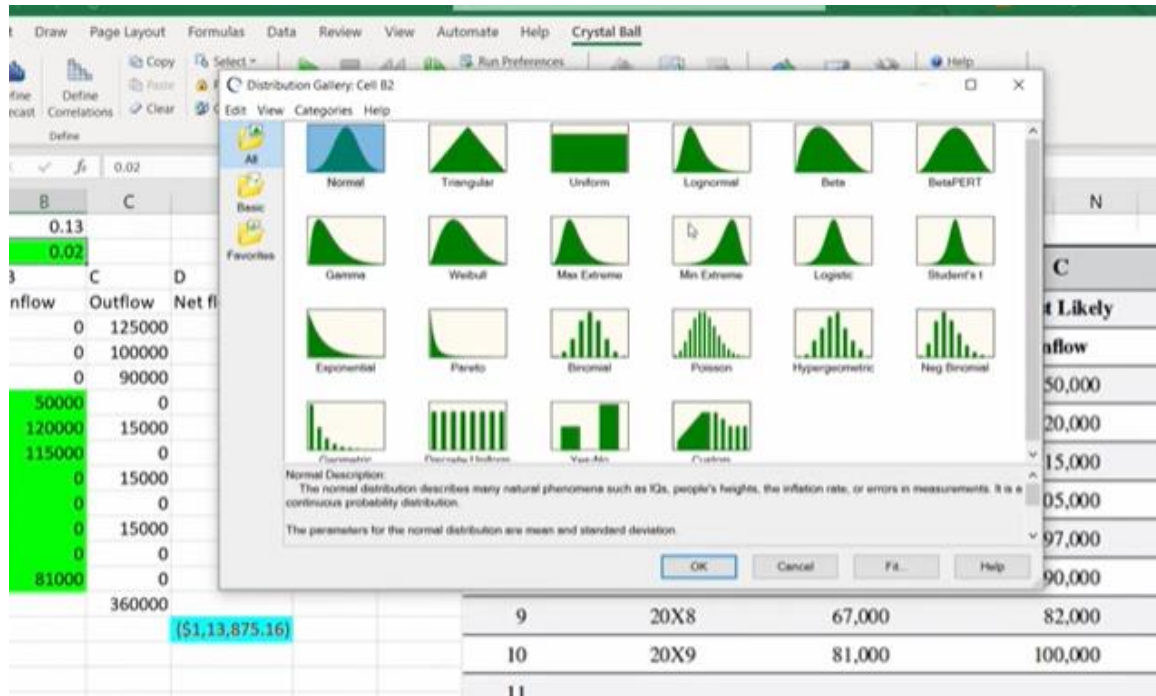 Draw Page Layout Formulas Data Review View Automate Help Crystal Ball
Copy Select Run Preferences Help
Define Paste
Correlations Clear
Define
fx 0.02
Distribution Gallery: Cell B2
Edit View Categories Help
All
Basic
Favorites
Normal Triangular Uniform Lognormal Beta BetaPERT
Gamma Weibull Max Extreme Min Extreme Logistic Student's t
Exponential Pareto Binomial Poisson Hypergeometric Neg Binomial
Geometric Discrete Uniform Yes-No Custom
Normal Description:
The normal distribution describes many natural phenomena such as IQs, people's heights, the inflation rate, or errors in measurements. It is a
continuous probability distribution.
The parameters for the normal distribution are mean and standard deviation.
OK Cancel Fit... Help
B C N
0.13
0.02
C D C
nflow Outflow Net fl t Likely
0 125000 nflow
0 100000
0 90000 50,000
50000 0 20,000
120000 15000
115000 0 15,000
0 15000
0 0 05,000
0 15000 97,000
0 0
81000 0 90,000
360000 9 20X8 67,000 82,000
($1,13,875.16)
10 20X9 81,000 100,000
11